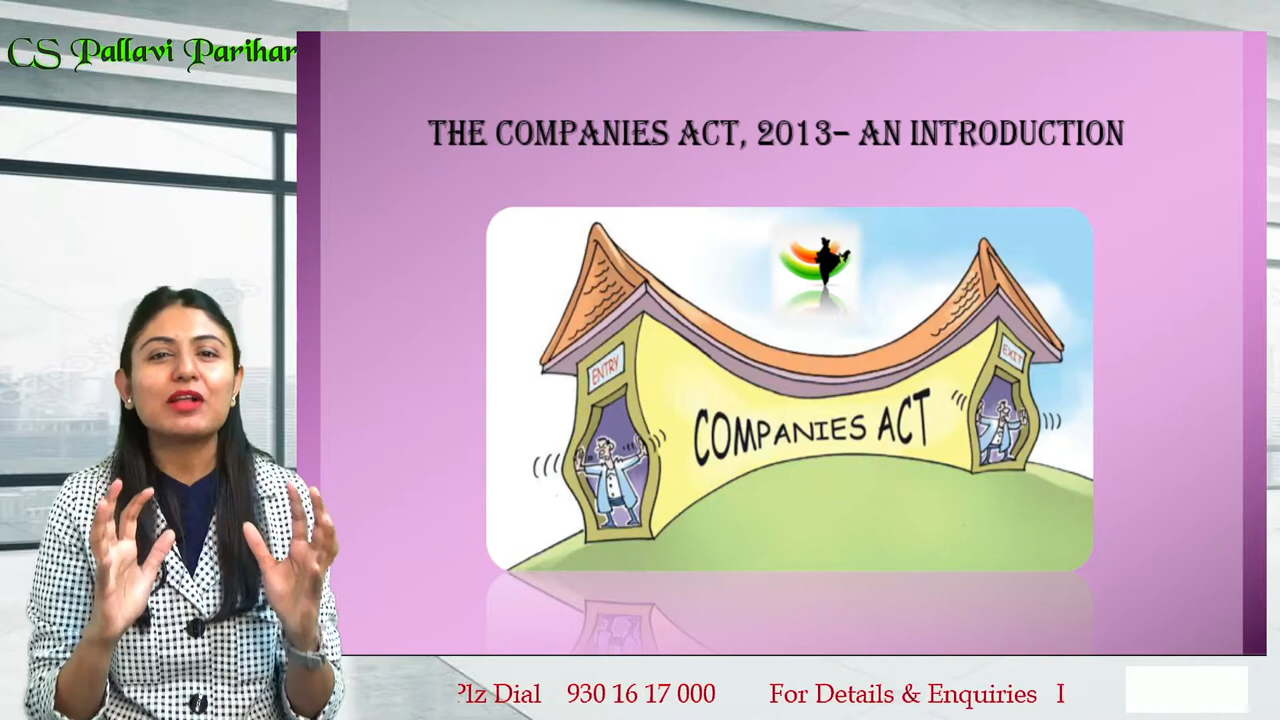 CS Pallavi Parihar
THE COMPANIES ACT, 2013– AN INTRODUCTION
ENTRY
EXIT
COMPANIES ACT
Plz Dial 930 16 17 000 For Details & Enquiries I